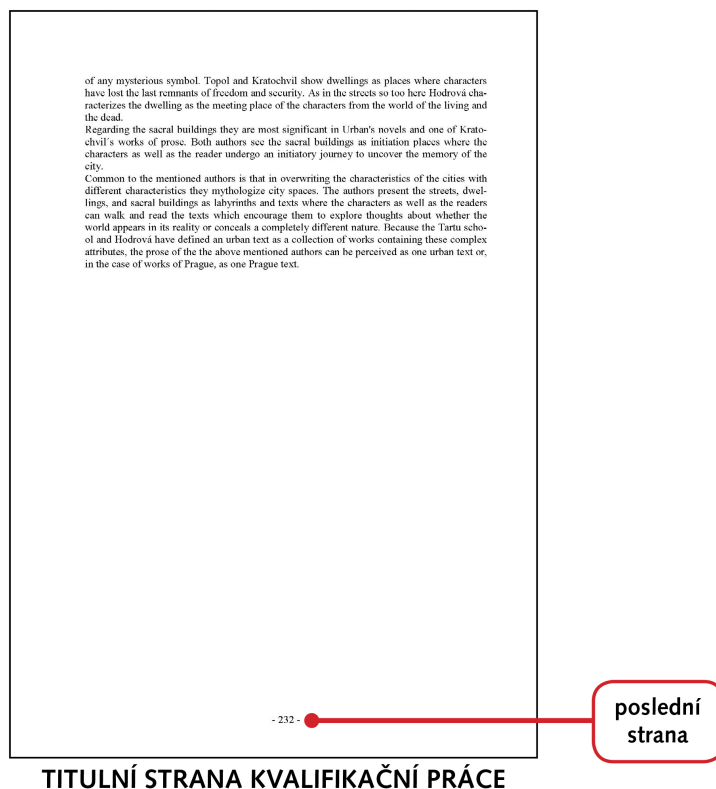 of any mysterious symbol. Topol and Kratochvil show dwellings as places where characters
have lost the last remnants of freedom and security. As in the streets so too here Hodrová cha-
racterizes the dwelling as the meeting place of the characters from the world of the living and
the dead.
Regarding the sacral buildings they are most significant in Urban's novels and one of Krato-
chvil´s works of prose. Both authors see the sacral buildings as initiation places where the
characters as well as the reader undergo an initiatory journey to uncover the memory of the
city.
Common to the mentioned authors is that in overwriting the characteristics of the cities with
different characteristics they mythologize city spaces. The authors present the streets, dwel-
lings, and sacral buildings as labyrinths and texts where the characters as well as the readers
can walk and read the texts which encourage them to explore thoughts about whether the
world appears in its reality or conceals a completely different nature. Because the Tartu scho-
ol and Hodrová have defined an urban text as a collection of works containing these complex
attributes, the prose of the the above mentioned authors can be perceived as one urban text or,
in the case of works of Prague, as one Prague text.
- 232 -
poslední
strana
TITULNÍ STRANA KVALIFIKAČNÍ PRÁCE